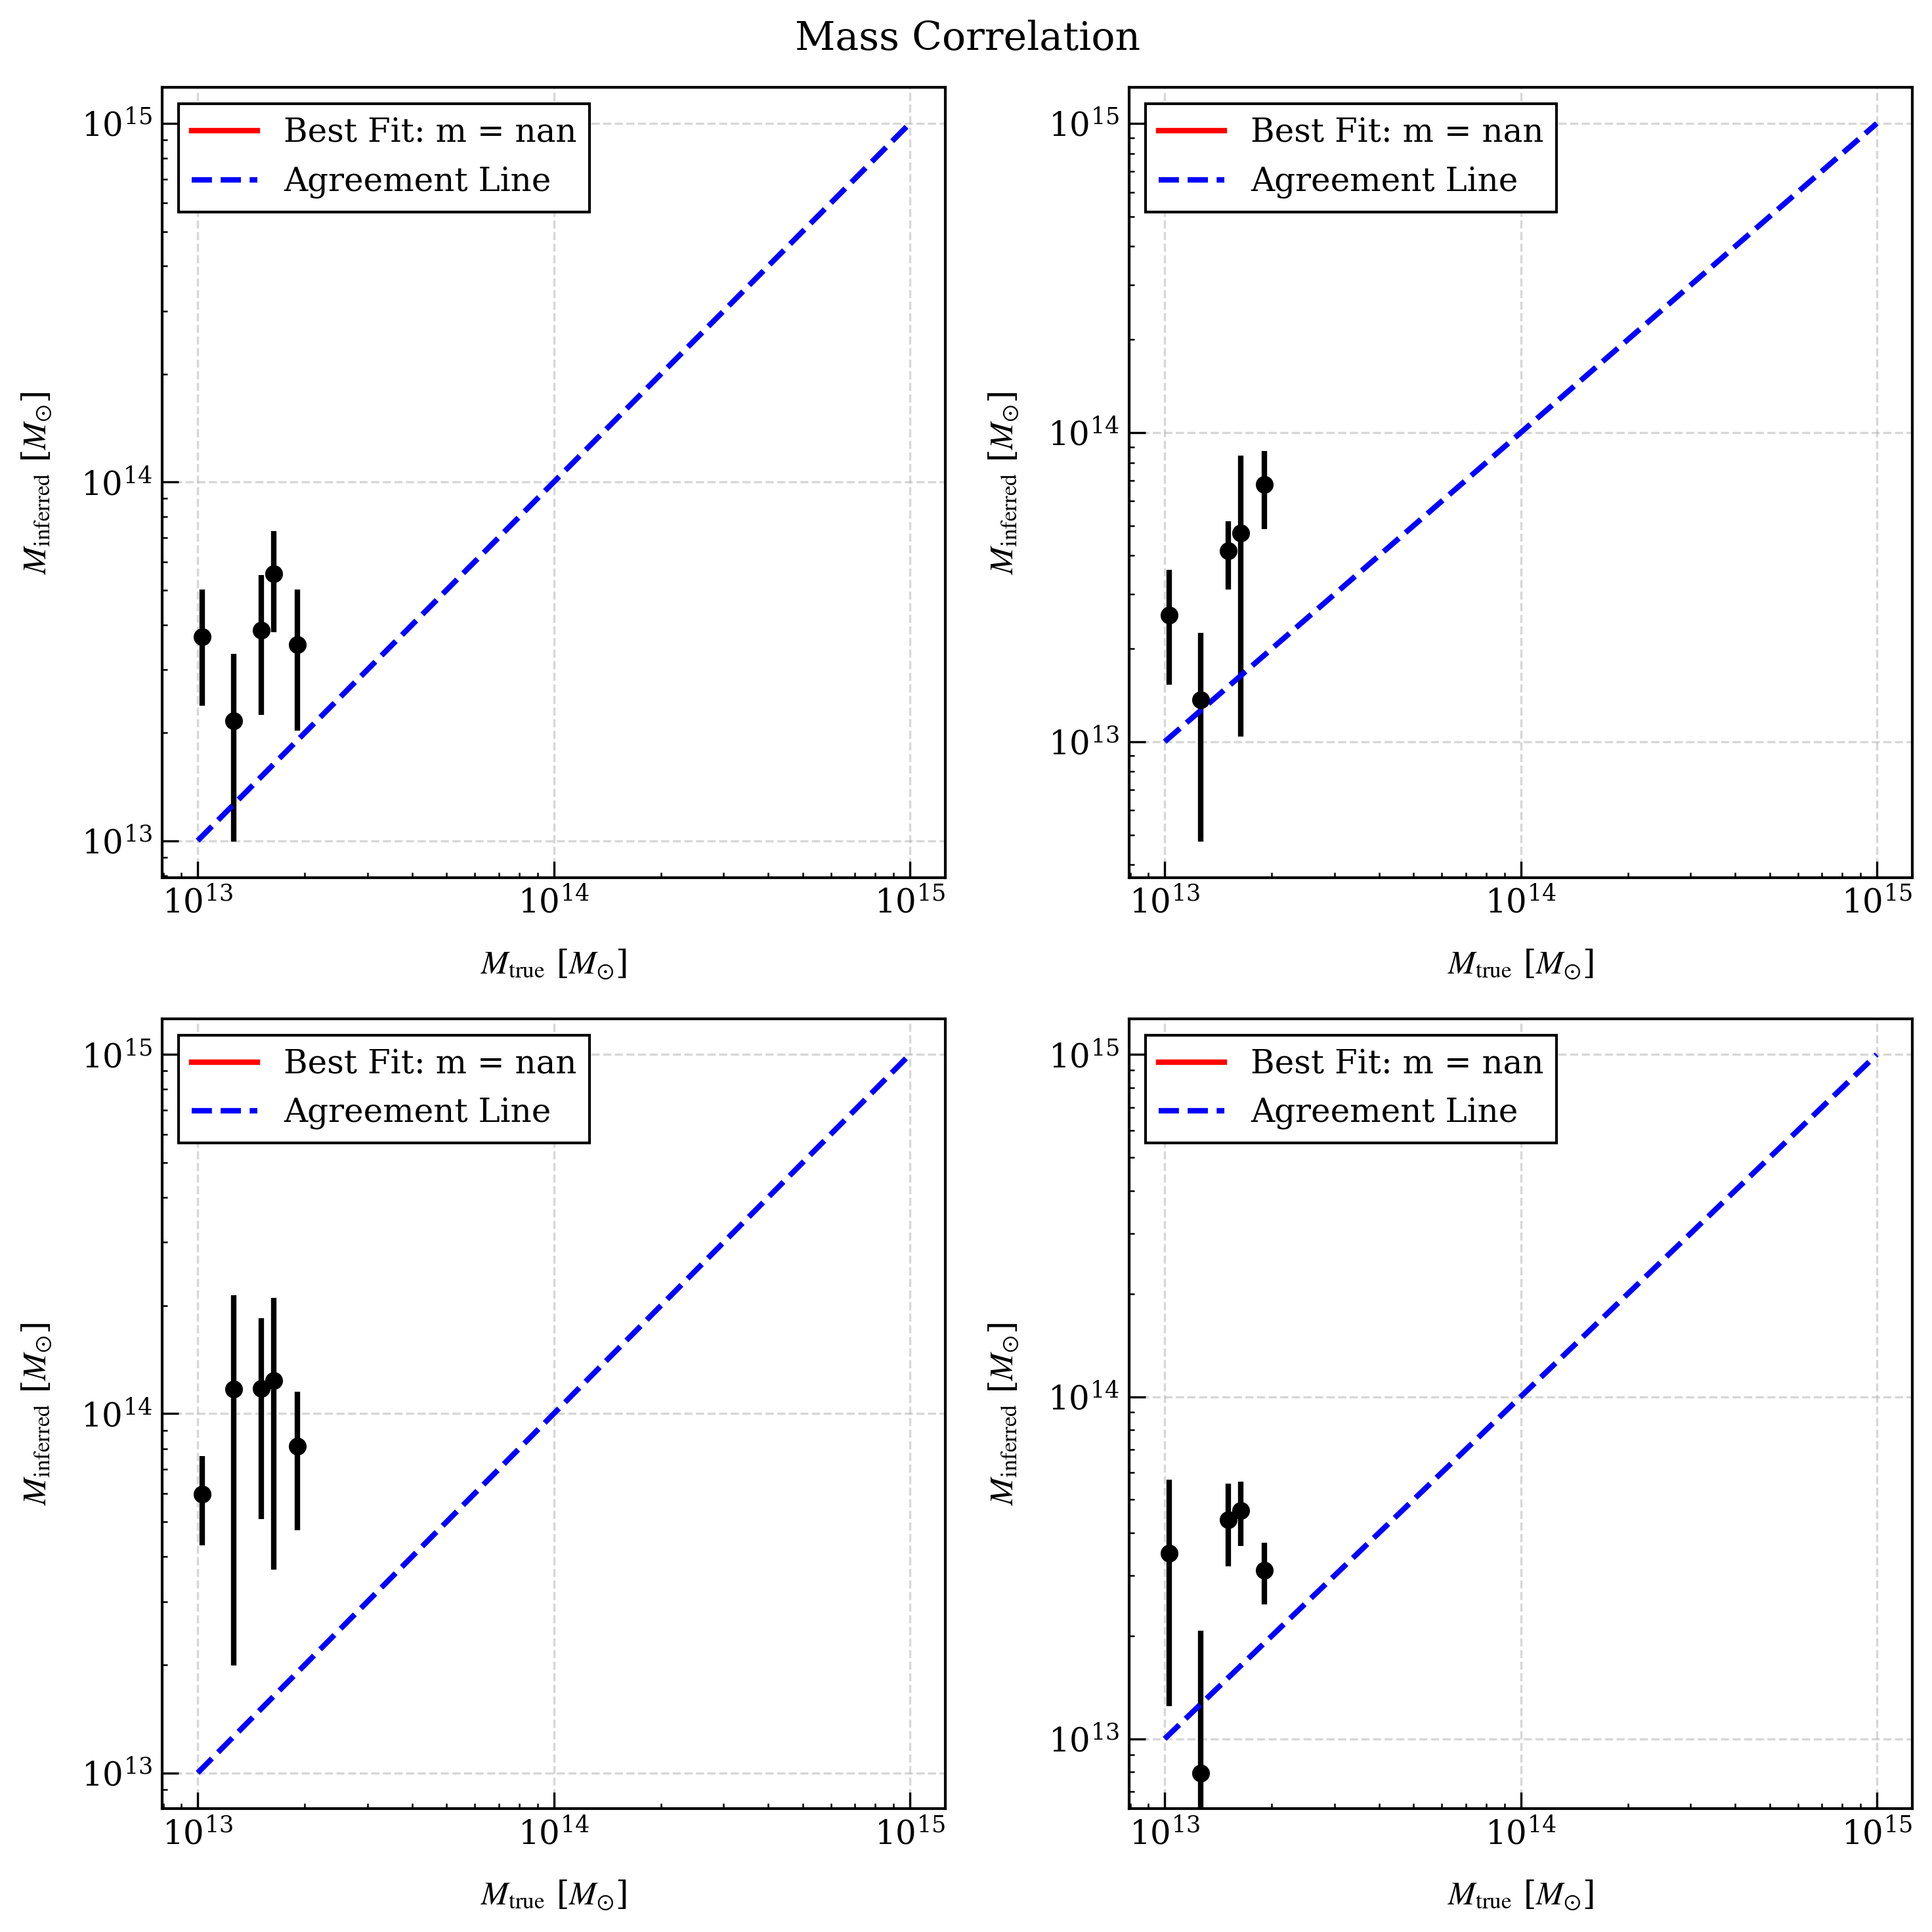 Mass Correlation
10^15
10^14
10^13
M_inferred [M_⊙]
Best Fit: m = nan
Agreement Line
10^13 10^14 10^15
M_true [M_⊙]
10^15
10^14
10^13
M_inferred [M_⊙]
Best Fit: m = nan
Agreement Line
10^13 10^14 10^15
M_true [M_⊙]
10^15
10^14
10^13
M_inferred [M_⊙]
Best Fit: m = nan
Agreement Line
10^13 10^14 10^15
M_true [M_⊙]
10^15
10^14
10^13
M_inferred [M_⊙]
Best Fit: m = nan
Agreement Line
10^13 10^14 10^15
M_true [M_⊙]